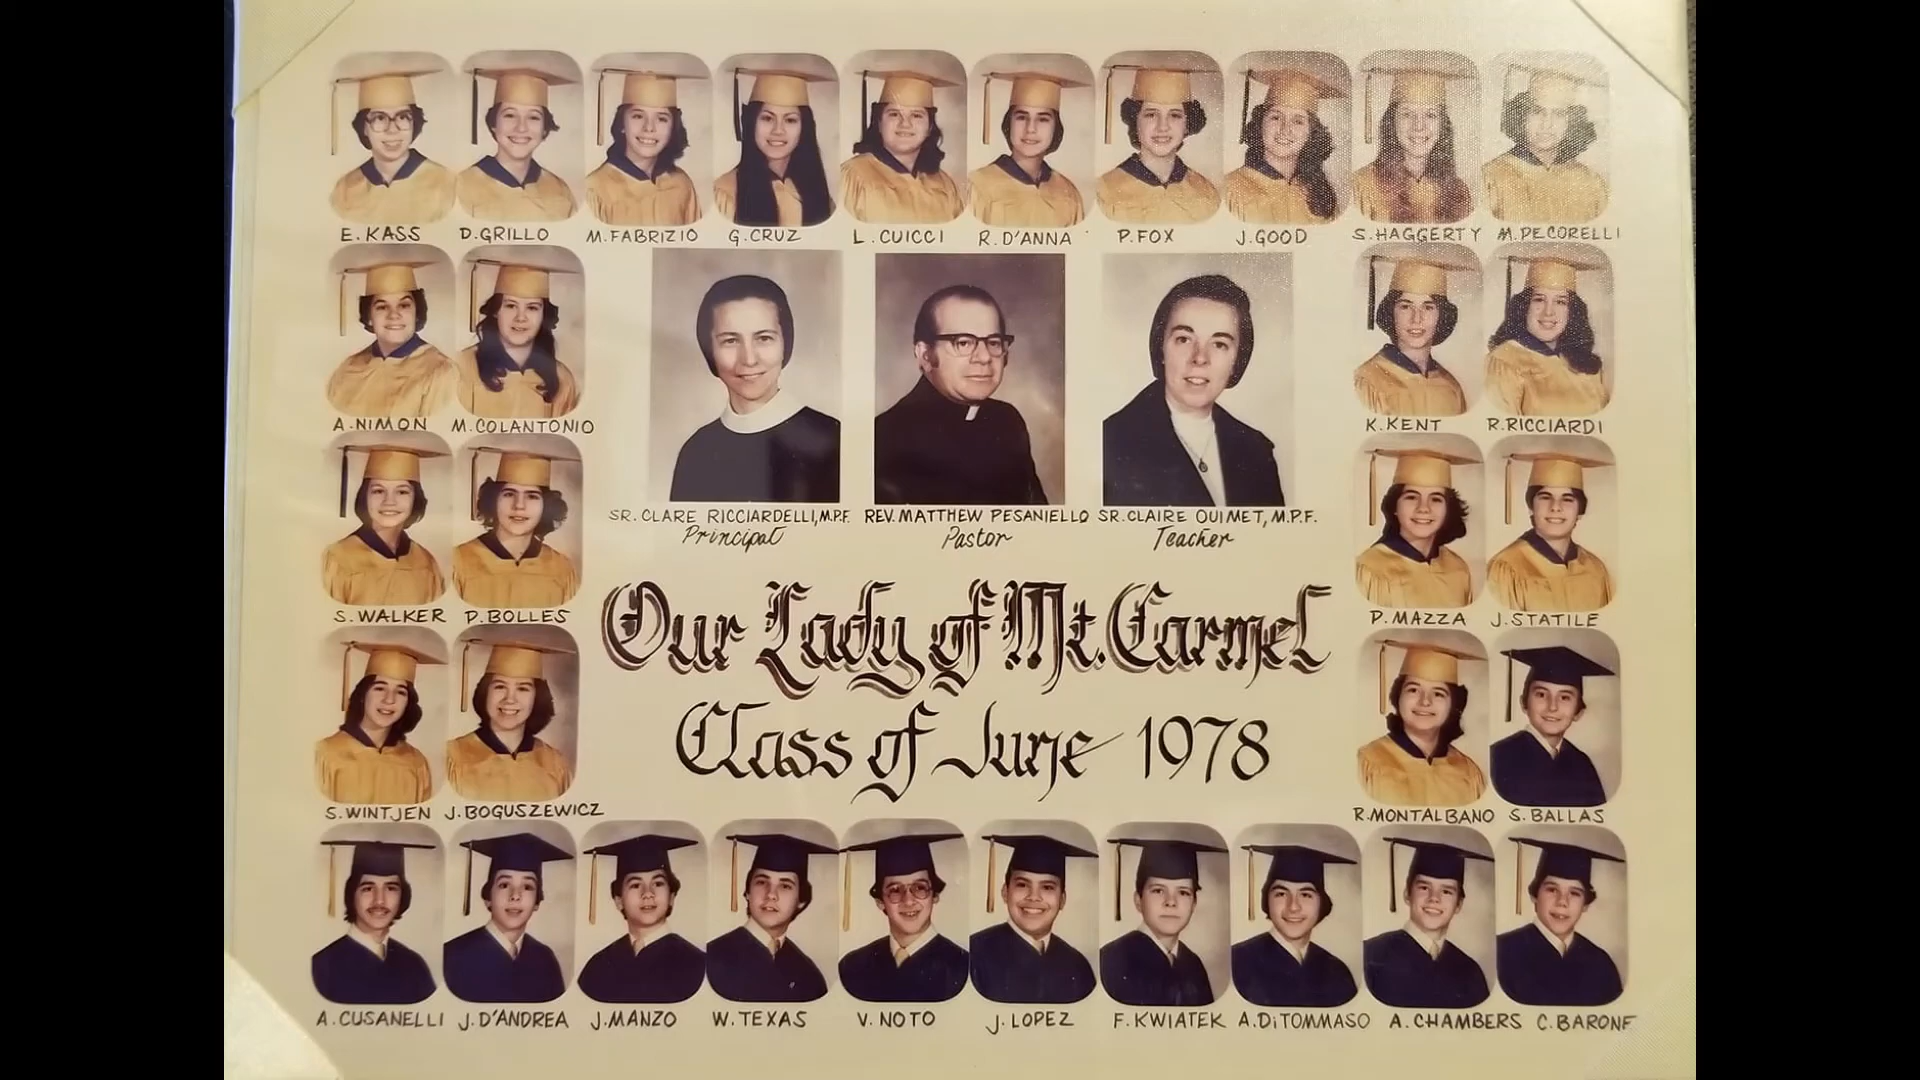 E. KASS D. GRILLO M. FABRIZIO G. CRUZ L. CUICCI R. D'ANNA P. FOX J. GOOD S. HAGGERTY M. PECORELLI
A. NIMON M. COLANTONIO K. KENT R. RICCIARDI
SR. CLARE RICCIARDELLI, M.P.F. REV. MATTHEW PESANIELLO SR. CLAIRE OUIMET, M.P.F.
Principal Pastor Teacher
S. WALKER P. BOLLES P. MAZZA J. STATILE
Our Lady of Mt. Carmel
Class of June 1978
S. WINTJEN J. BOGUSZEWICZ R. MONTALBANO S. BALLAS
A. CUSANELLI J. D'ANDREA J. MANZO W. TEXAS V. NOTO J. LOPEZ F. KWIATEK A. DiTOMMASO A. CHAMBERS C. BARONE